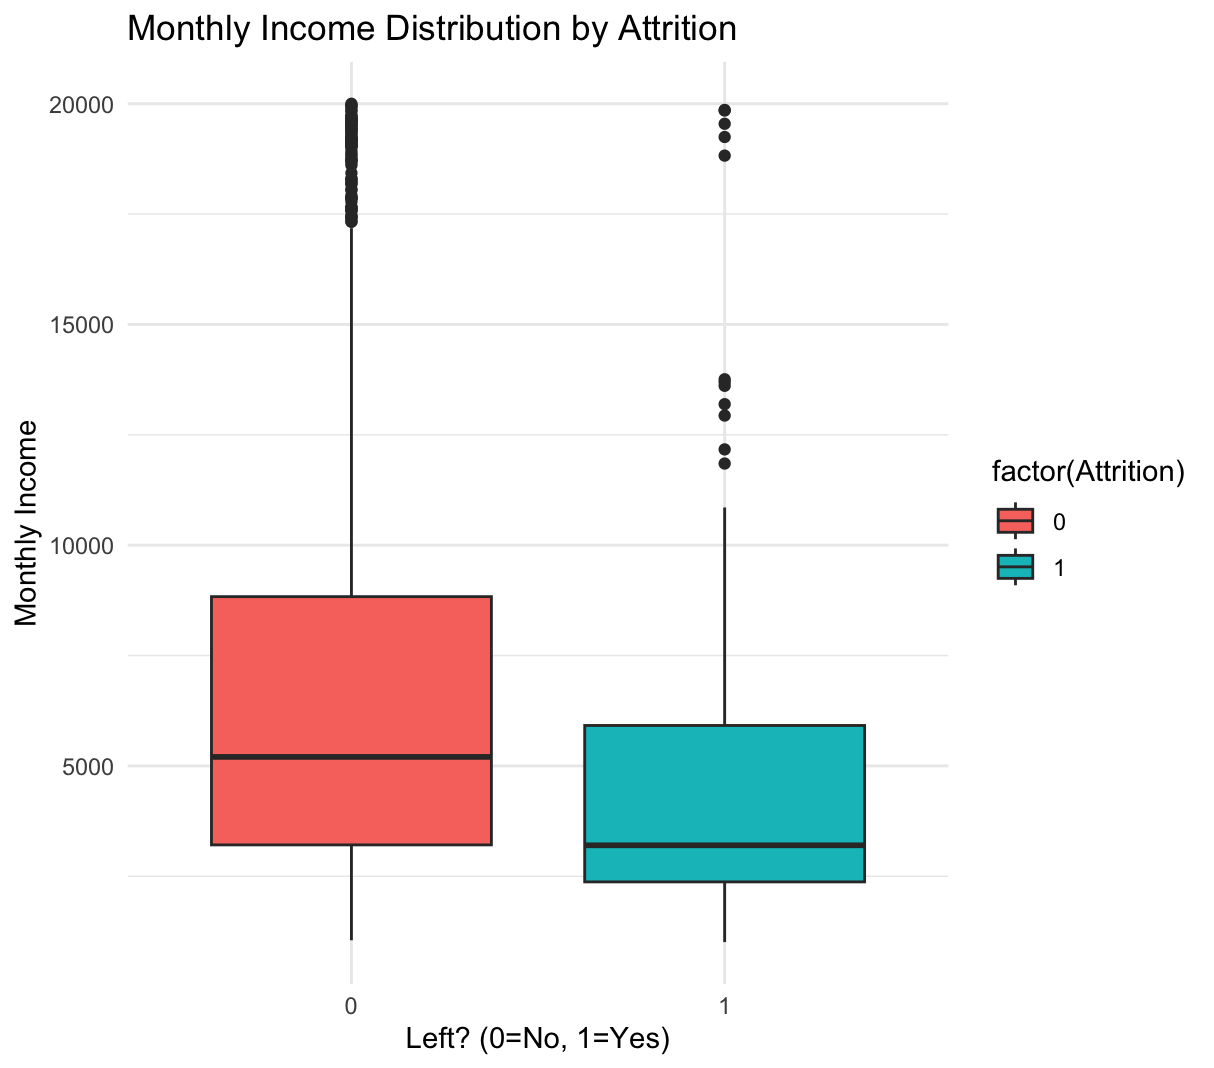 Monthly Income Distribution by Attrition
20000
15000
10000
5000
Monthly Income
0
1
Left? (0=No, 1=Yes)
factor(Attrition)
0
1